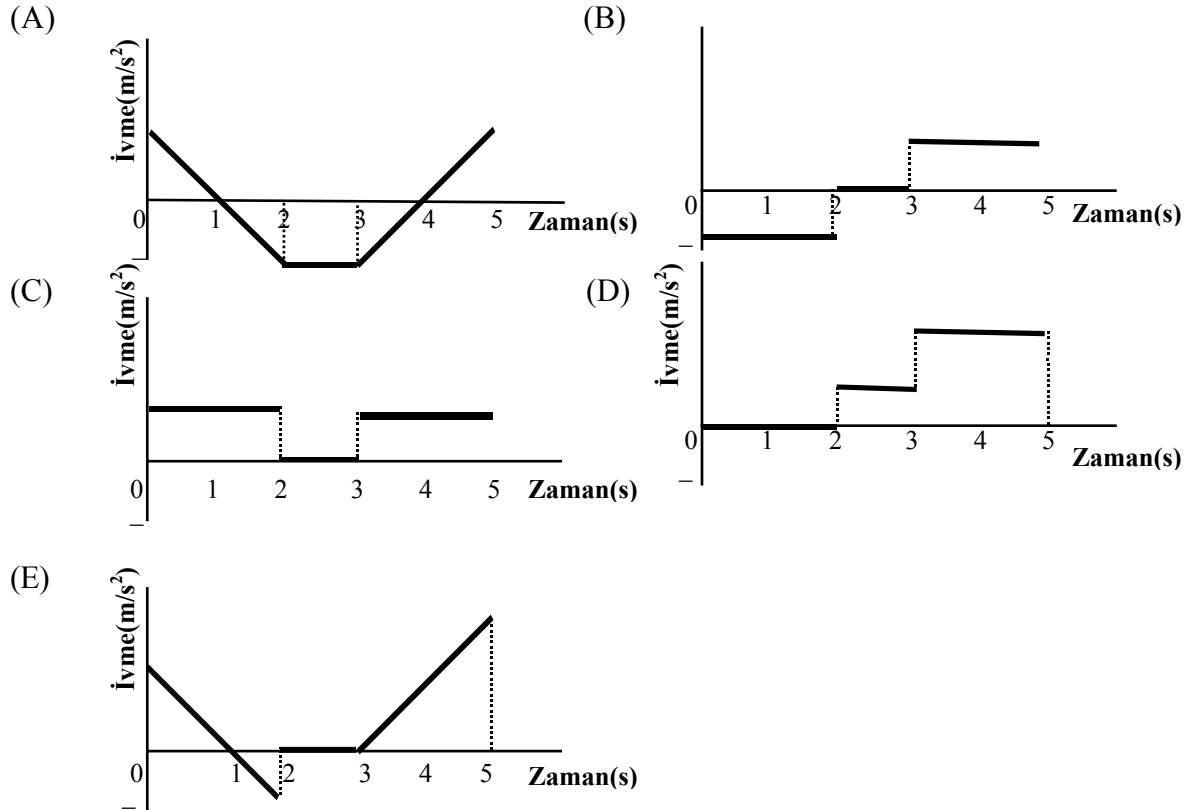 (A)
İvme(m/s²)
0 1 2 3 4 5
Zaman(s)
–
(B)
İvme(m/s²)
0 1 2 3 4 5
Zaman(s)
–
(C)
İvme(m/s²)
0 1 2 3 4 5
Zaman(s)
–
(D)
İvme(m/s²)
0 1 2 3 4 5
Zaman(s)
–
(E)
İvme(m/s²)
0 1 2 3 5
Zaman(s)
–